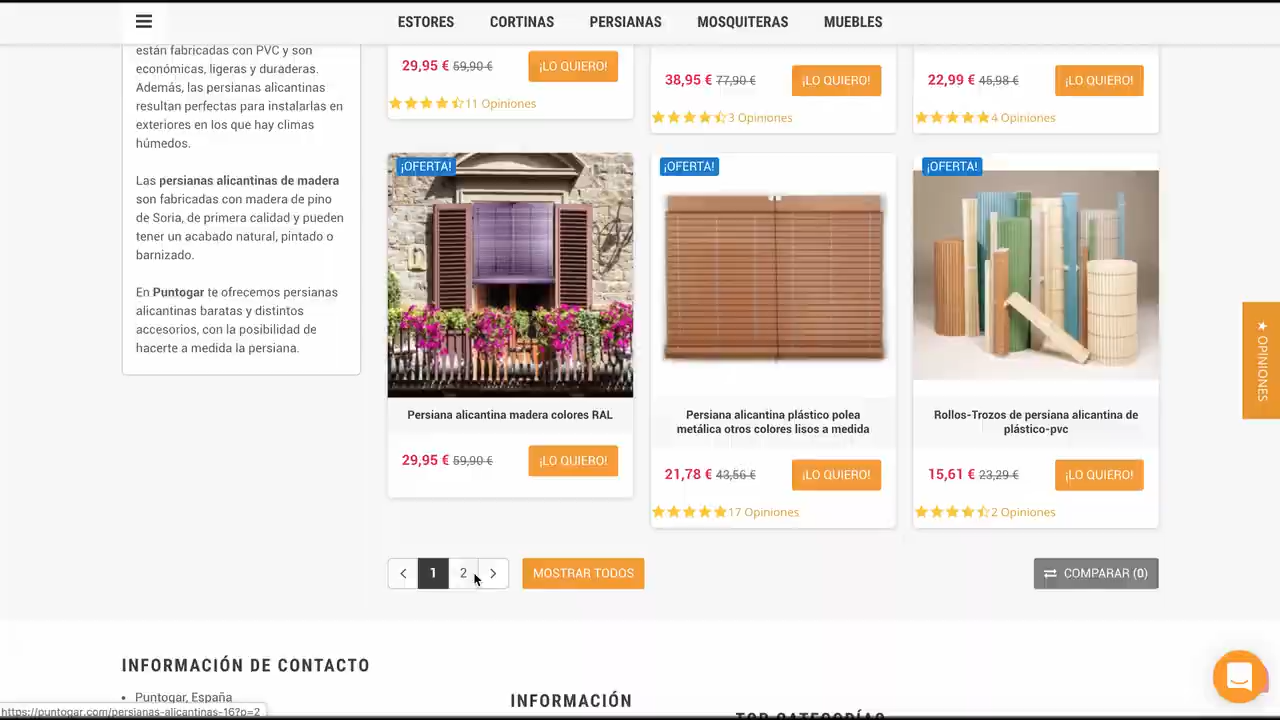 ESTORES CORTINAS PERSIANAS MOSQUITERAS MUEBLES
están fabricadas con PVC y son
económicas, ligeras y duraderas.
Además, las persianas alicantinas
resultan perfectas para instalarlas en
exteriores en los que hay climas
húmedos.
Las persianas alicantinas de madera
son fabricadas con madera de pino
de Soria, de primera calidad y pueden
tener un acabado natural, pintado o
barnizado.
En Puntogar te ofrecemos persianas
alicantinas baratas y distintos
accesorios, con la posibilidad de
hacerte a medida la persiana.
29,95 € 59,90 € ¡LO QUIERO!
11 Opiniones
38,95 € 77,90 € ¡LO QUIERO!
3 Opiniones
22,99 € 45,98 € ¡LO QUIERO!
4 Opiniones
¡OFERTA!
Persiana alicantina madera colores RAL
29,95 € 59,90 € ¡LO QUIERO!
¡OFERTA!
Persiana alicantina plástico polea
metálica otros colores lisos a medida
21,78 € 43,56 € ¡LO QUIERO!
17 Opiniones
¡OFERTA!
Rollos-Trozos de persiana alicantina de
plástico-pvc
15,61 € 23,29 € ¡LO QUIERO!
2 Opiniones
1 2 MOSTRAR TODOS COMPARAR (0)
★ OPINIONES
INFORMACIÓN DE CONTACTO
• Puntogar, España
INFORMACIÓN
TOP CATEGORÍAS
https://puntogar.com/persianas-alicantinas-16?p=2